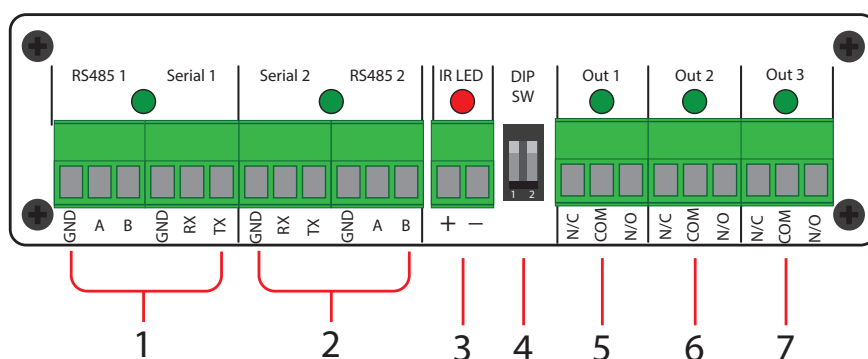 RS485 1 Serial 1 Serial 2 RS485 2 IR LED DIP SW Out 1 Out 2 Out 3
1 2
GND A B GND RX TX GND RX TX GND A B + − N/C COM N/O N/C COM N/O N/C COM N/O
1 2 3 4 5 6 7